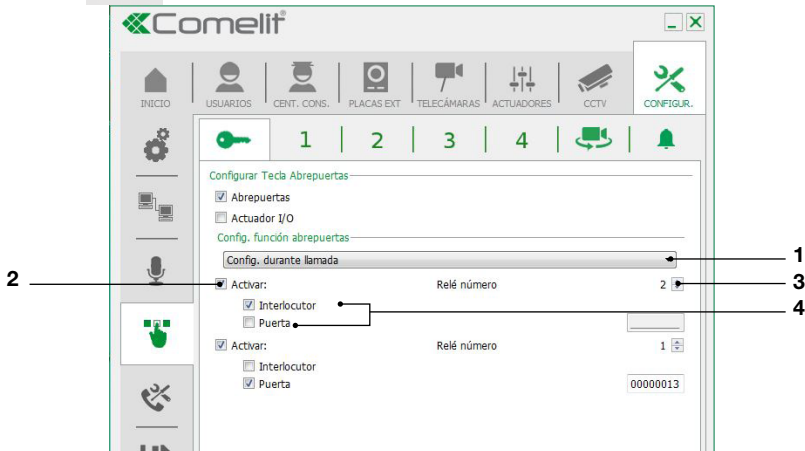 Comelit
INICIO USUARIOS CENT. CONS. PLACAS EXT TELECÁMARAS ACTUADORES CCTV CONFIGUR.
1 2 3 4
Configurar Tecla Abrepuertas
Abrepuertas
Actuador I/O
Config. función abrepuertas
Config. durante llamada 1
2 Activar: Relé número 2 3
Interlocutor 4
Puerta
Activar: Relé número 1
Interlocutor
Puerta 00000013